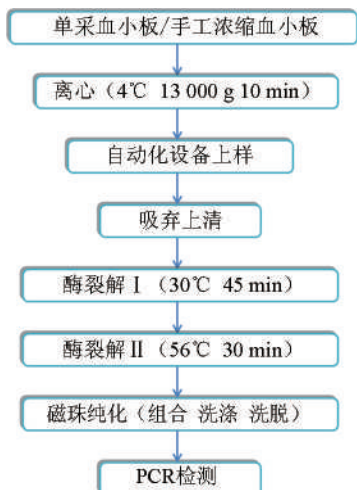 单采血小板/手工浓缩血小板
离心（4℃ 13 000 g 10 min）
自动化设备上样
吸弃上清
酶裂解Ⅰ（30℃ 45 min）
酶裂解Ⅱ（56℃ 30 min）
磁珠纯化（组合 洗涤 洗脱）
PCR检测